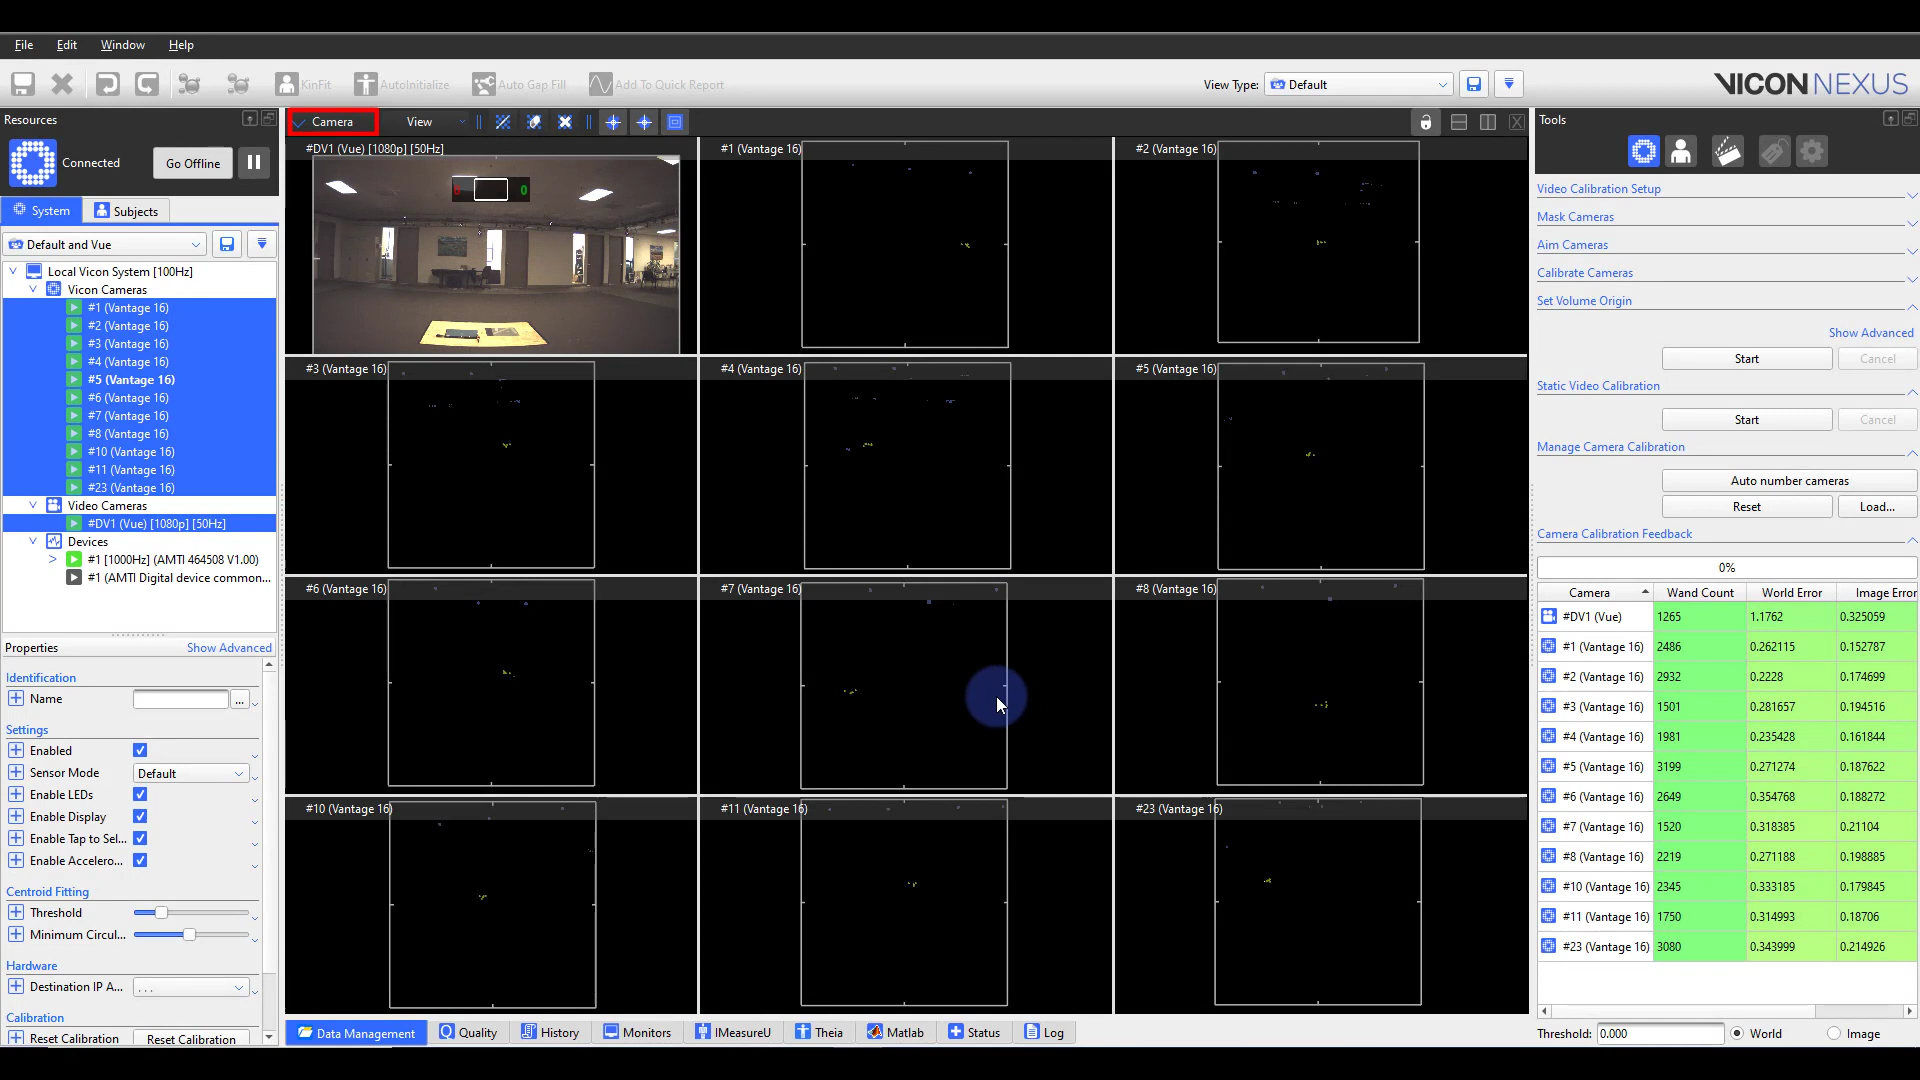 File Edit Window Help
KinFit AutoInitialize Auto Gap Fill Add To Quick Report View Type: Default VICON NEXUS
Resources
Connected Go Offline
System Subjects
Default and Vue
Local Vicon System [100Hz]
Vicon Cameras
#1 (Vantage 16)
#2 (Vantage 16)
#3 (Vantage 16)
#4 (Vantage 16)
#5 (Vantage 16)
#6 (Vantage 16)
#7 (Vantage 16)
#8 (Vantage 16)
#10 (Vantage 16)
#11 (Vantage 16)
#23 (Vantage 16)
Video Cameras
#DV1 (Vue) [1080p] [50Hz]
Devices
#1 [1000Hz] (AMTI 464508 V1.00)
#1 (AMTI Digital device common...
Properties Show Advanced
Identification
Name ...
Settings
Enabled
Sensor Mode Default
Enable LEDs
Enable Display
Enable Tap to Sel...
Enable Accelero...
Centroid Fitting
Threshold
Minimum Circul...
Hardware
Destination IP A... . . .
Calibration
Reset Calibration Reset Calibration
Camera View
#DV1 (Vue) [1080p] [50Hz] #1 (Vantage 16) #2 (Vantage 16)
0 0
#3 (Vantage 16) #4 (Vantage 16) #5 (Vantage 16)
#6 (Vantage 16) #7 (Vantage 16) #8 (Vantage 16)
#10 (Vantage 16) #11 (Vantage 16) #23 (Vantage 16)
Data Management Quality History Monitors IMeasureU Theia Matlab Status Log
Tools
Video Calibration Setup
Mask Cameras
Aim Cameras
Calibrate Cameras
Set Volume Origin
Show Advanced
Start Cancel
Static Video Calibration
Start Cancel
Manage Camera Calibration
Auto number cameras
Reset Load...
Camera Calibration Feedback
0%
Camera Wand Count World Error Image Error
#DV1 (Vue) 1265 1.1762 0.325059
#1 (Vantage 16) 2486 0.262115 0.152787
#2 (Vantage 16) 2932 0.2228 0.174699
#3 (Vantage 16) 1501 0.281657 0.194516
#4 (Vantage 16) 1981 0.235428 0.161844
#5 (Vantage 16) 3199 0.271274 0.187622
#6 (Vantage 16) 2649 0.354768 0.188272
#7 (Vantage 16) 1520 0.318385 0.21104
#8 (Vantage 16) 2219 0.271188 0.198885
#10 (Vantage 16) 2345 0.333185 0.179845
#11 (Vantage 16) 1750 0.314993 0.18706
#23 (Vantage 16) 3080 0.343999 0.214926
Threshold: 0.000 World Image